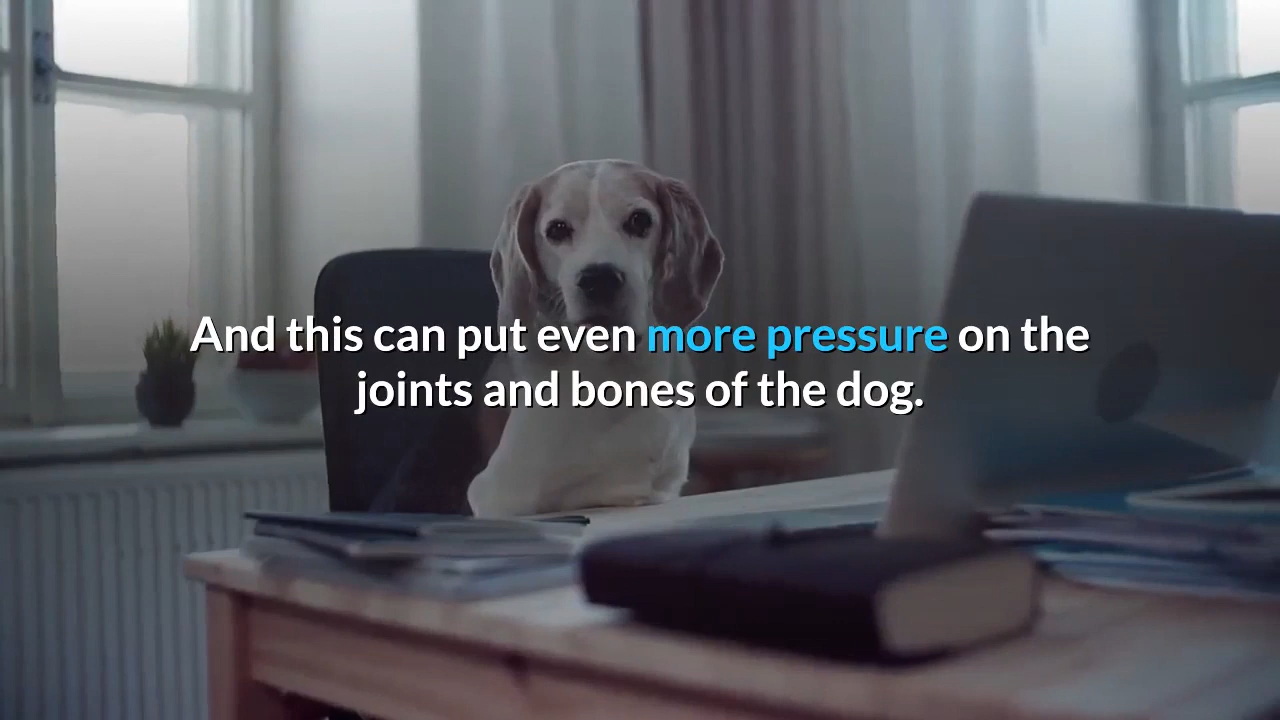 And this can put even more pressure on the
joints and bones of the dog.